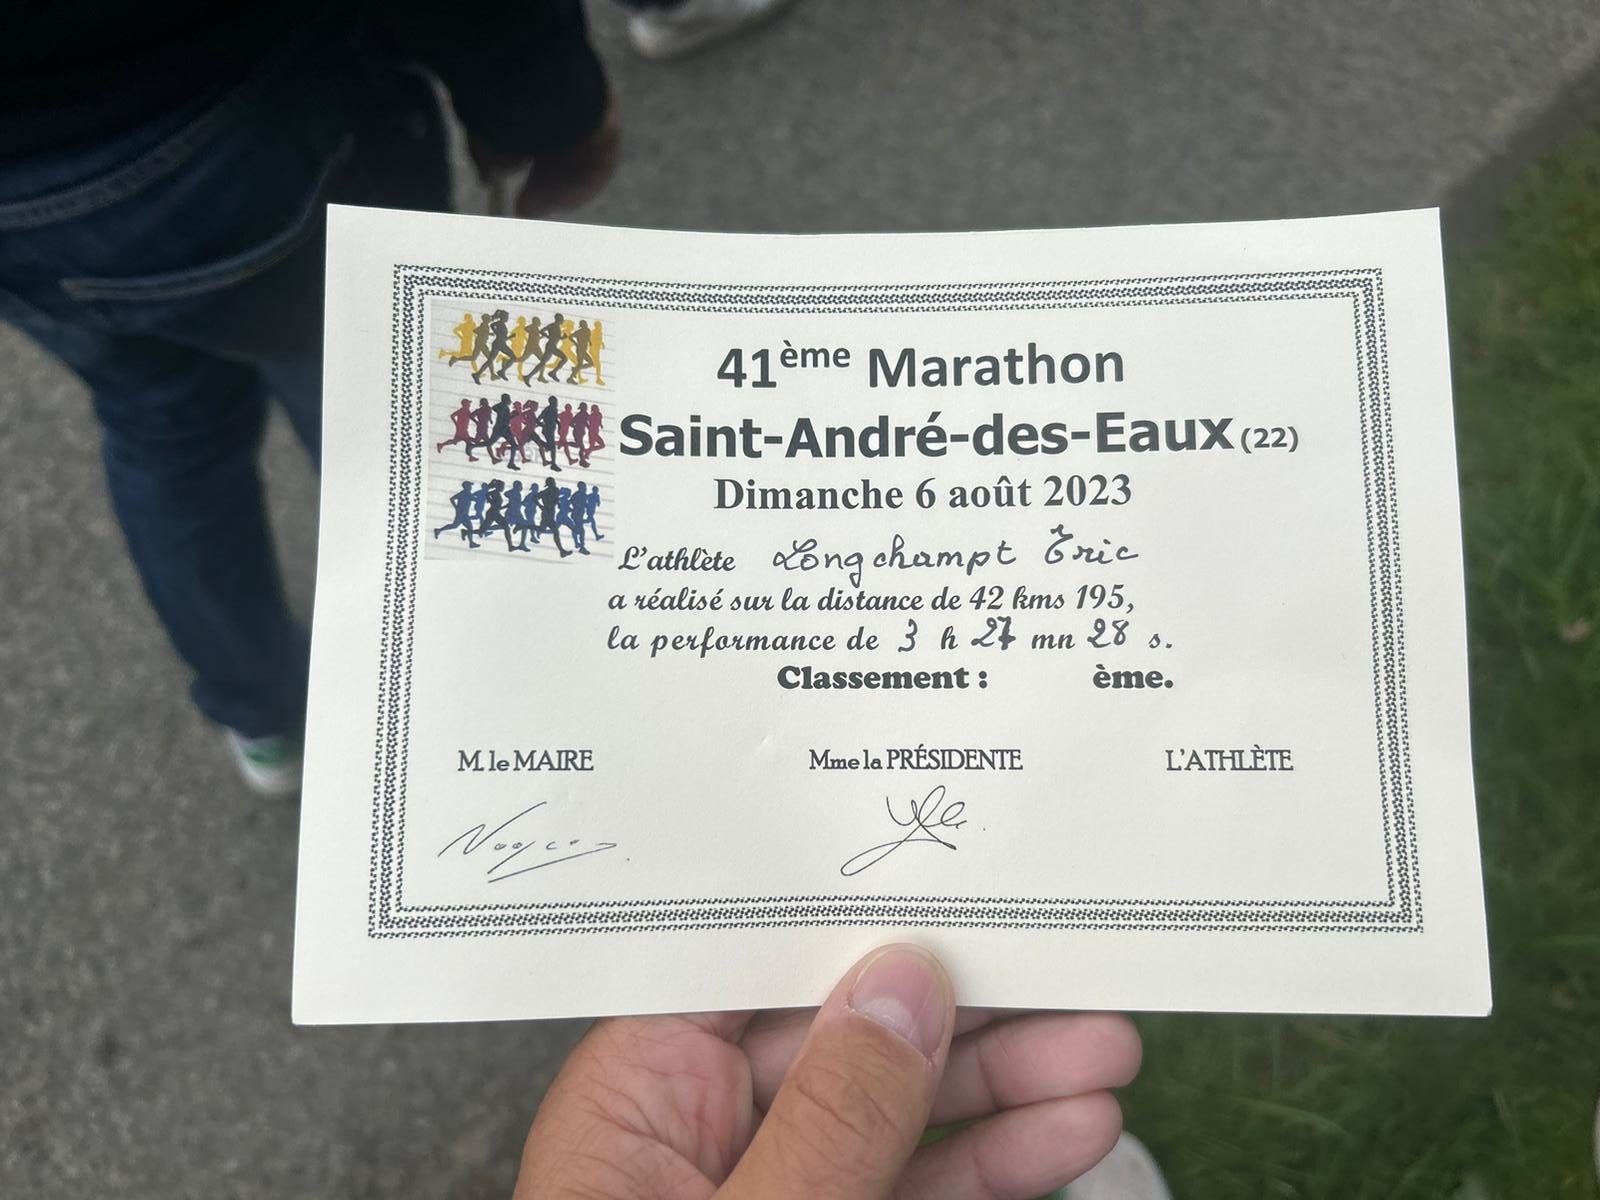 41ème Marathon
Saint-André-des-Eaux (22)
Dimanche 6 août 2023
L'athlète Longchampt Éric
a réalisé sur la distance de 42 kms 195,
la performance de 3 h 27 mn 28 s.
Classement : ème.
M. le MAIRE Mme la PRÉSIDENTE L'ATHLÈTE